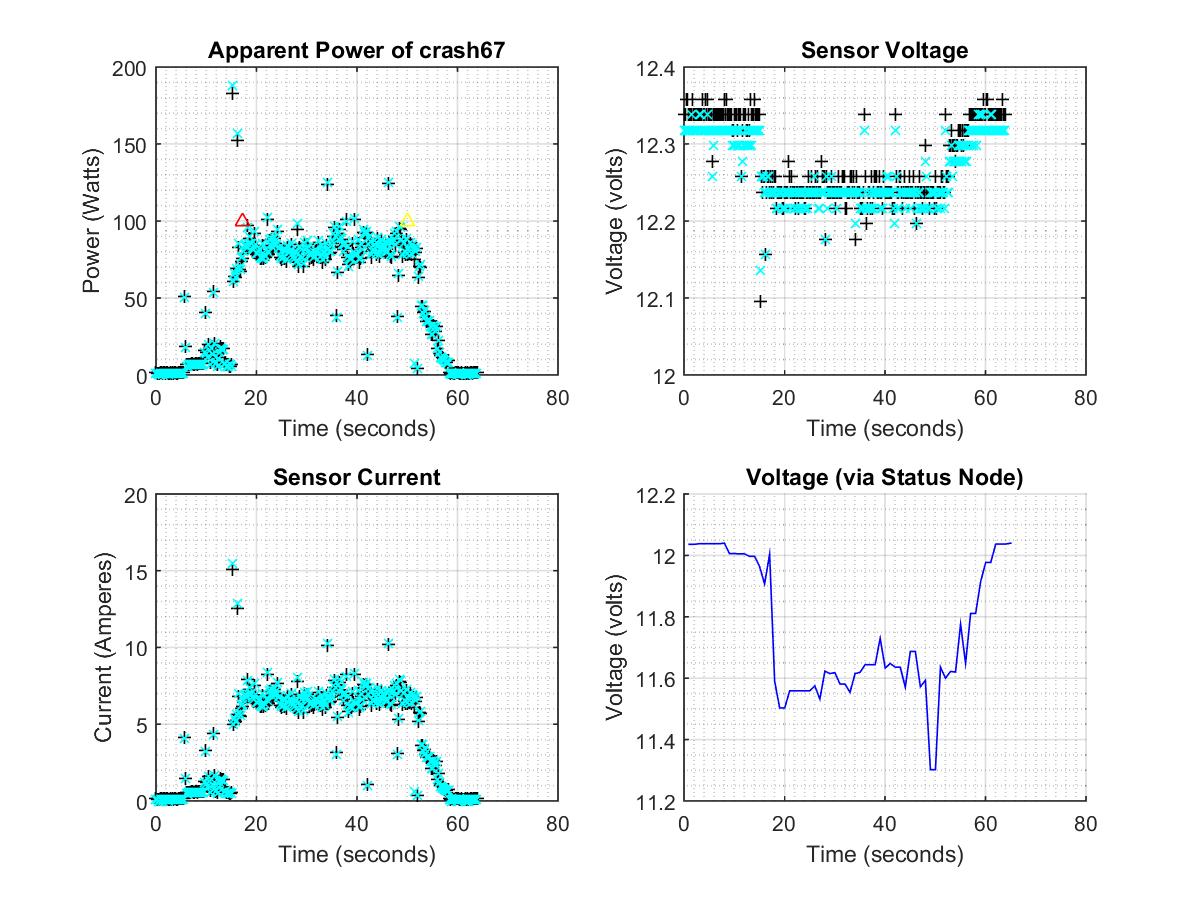 Apparent Power of crash67
200
150
100
50
0
Power (Watts)
0 20 40 60 80
Time (seconds)
Sensor Voltage
12.4
12.3
12.2
12.1
12
Voltage (volts)
0 20 40 60 80
Time (seconds)
Sensor Current
20
15
10
5
0
Current (Amperes)
0 20 40 60 80
Time (seconds)
Voltage (via Status Node)
12.2
12
11.8
11.6
11.4
11.2
Voltage (volts)
0 20 40 60 80
Time (seconds)